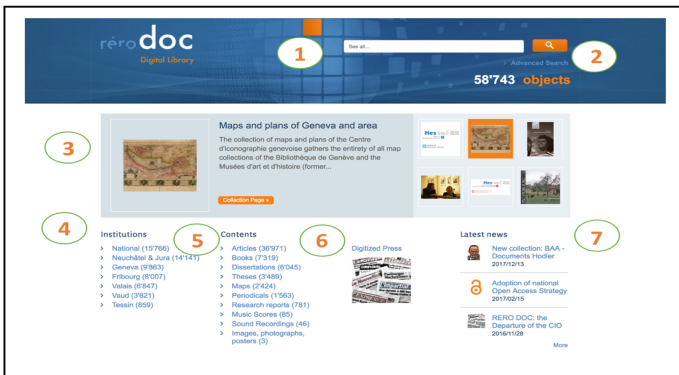 réro doc
Digital Library
1
See all...
2
Advanced Search
58'743 objects
3
Maps and plans of Geneva and area
The collection of maps and plans of the Centre
d'iconographie genevoise gathers the entirety of all map
collections of the Bibliothèque de Genève and the
Musées d'art et d'histoire (former...
Collection Page »
4
Institutions
National (15'766)
Neuchâtel & Jura (14'141)
Geneva (9'863)
Fribourg (8'007)
Valais (6'847)
Vaud (3'821)
Tessin (859)
5
Contents
Articles (36'971)
Books (7'319)
Dissertations (6'045)
Theses (3'489)
Maps (2'424)
Periodicals (1'563)
Research reports (781)
Music Scores (85)
Sound Recordings (46)
Images, photographs,
posters (3)
6
Digitized Press
Latest news
7
New collection: BAA -
Documents Hodler
2017/12/13
Adoption of national
Open Access Strategy
2017/02/15
RERO DOC: the
Departure of the CIO
2016/11/28
More